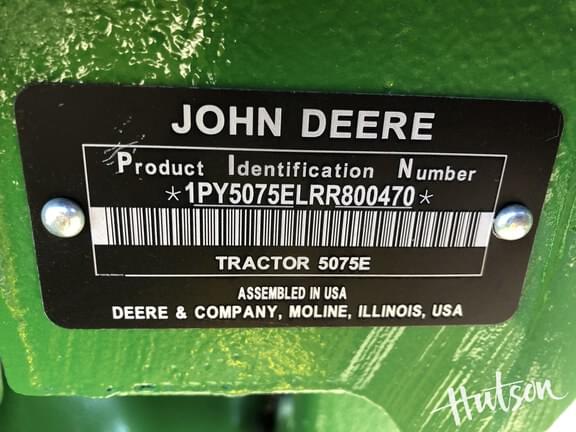 JOHN DEERE
Product Identification Number
*1PY5075ELRR800470*
TRACTOR 5075E
ASSEMBLED IN USA
DEERE & COMPANY, MOLINE, ILLINOIS, USA
Hutson